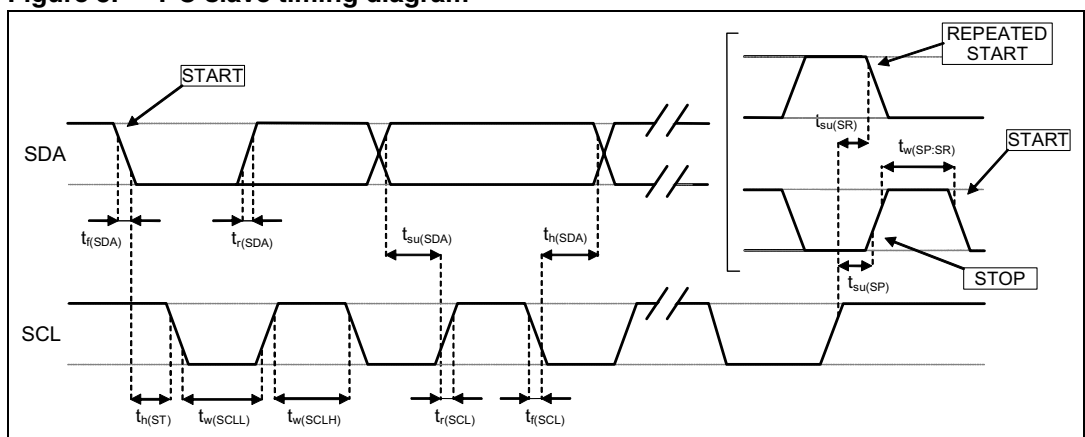 REPEATED
START
START
SDA
t_su(SR)
t_w(SP:SR)
START
t_f(SDA)
t_r(SDA)
t_su(SDA)
t_h(SDA)
t_su(SP)
STOP
SCL
t_h(ST)
t_w(SCLL)
t_w(SCLH)
t_r(SCL)
t_f(SCL)